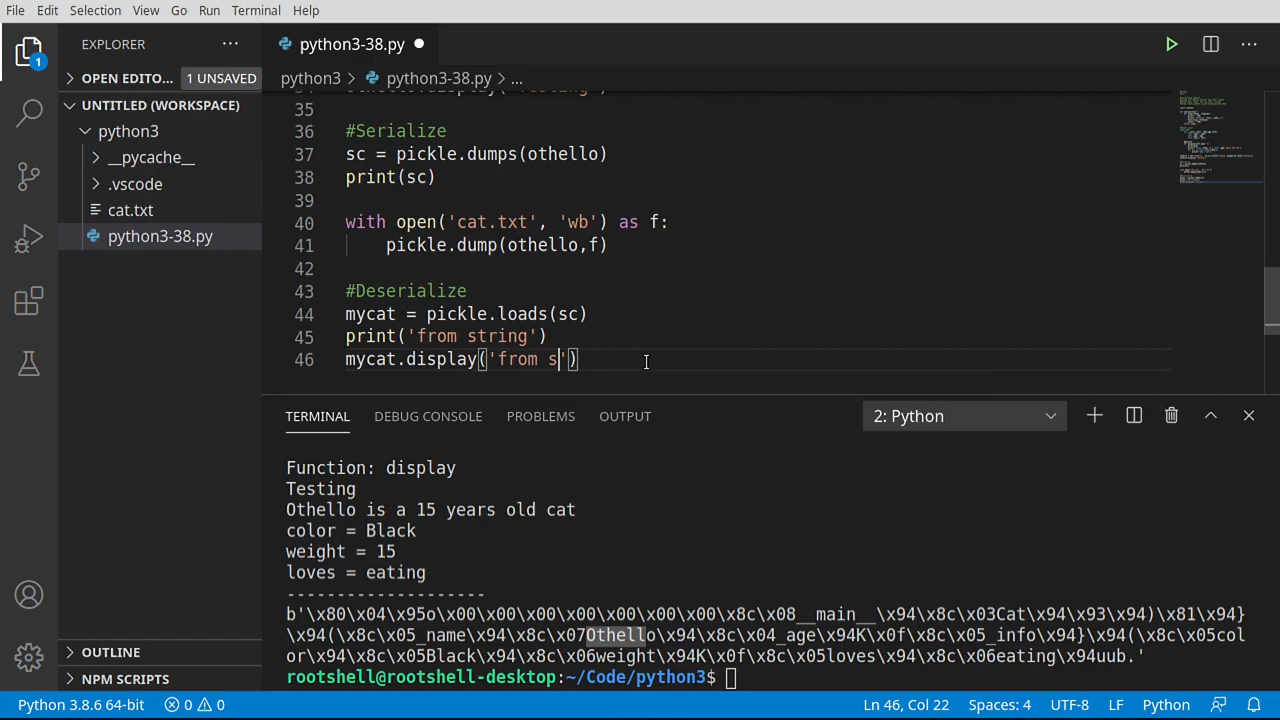 File Edit Selection View Go Run Terminal Help
EXPLORER
python3-38.py
OPEN EDITO... 1 UNSAVED
python3 > python3-38.py > ...
UNTITLED (WORKSPACE)
python3
__pycache__
.vscode
cat.txt
python3-38.py
1
35
36 #Serialize
37 sc = pickle.dumps(othello)
38 print(sc)
39
40 with open('cat.txt', 'wb') as f:
41 pickle.dump(othello,f)
42
43 #Deserialize
44 mycat = pickle.loads(sc)
45 print('from string')
46 mycat.display('from s')
TERMINAL DEBUG CONSOLE PROBLEMS OUTPUT 2: Python
Function: display
Testing
Othello is a 15 years old cat
color = Black
weight = 15
loves = eating
--------------------
b'\x80\x04\x95o\x00\x00\x00\x00\x00\x00\x00\x8c\x08__main__\x94\x8c\x03Cat\x94\x93\x94)\x81\x94}
\x94(\x8c\x05_name\x94\x8c\x07Othello\x94\x8c\x04_age\x94K\x0f\x8c\x05_info\x94}\x94(\x8c\x05col
or\x94\x8c\x05Black\x94\x8c\x06weight\x94K\x0f\x8c\x05loves\x94\x8c\x06eating\x94uub.'
rootshell@rootshell-desktop:~/Code/python3$
OUTLINE
NPM SCRIPTS
Python 3.8.6 64-bit 0 0 Ln 46, Col 22 Spaces: 4 UTF-8 LF Python